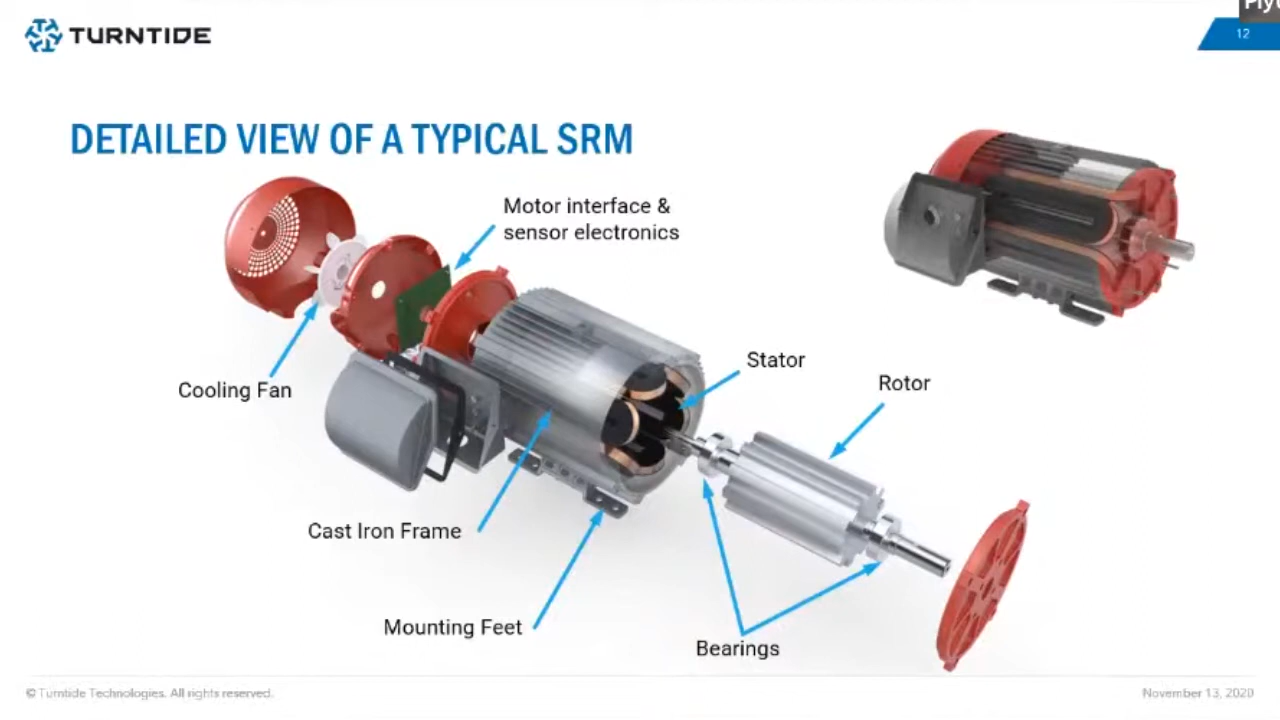 TURNTIDE
12
DETAILED VIEW OF A TYPICAL SRM
Motor interface &
sensor electronics
Stator
Rotor
Cooling Fan
Cast Iron Frame
Mounting Feet
Bearings
© Turntide Technologies. All rights reserved.
November 13, 2020